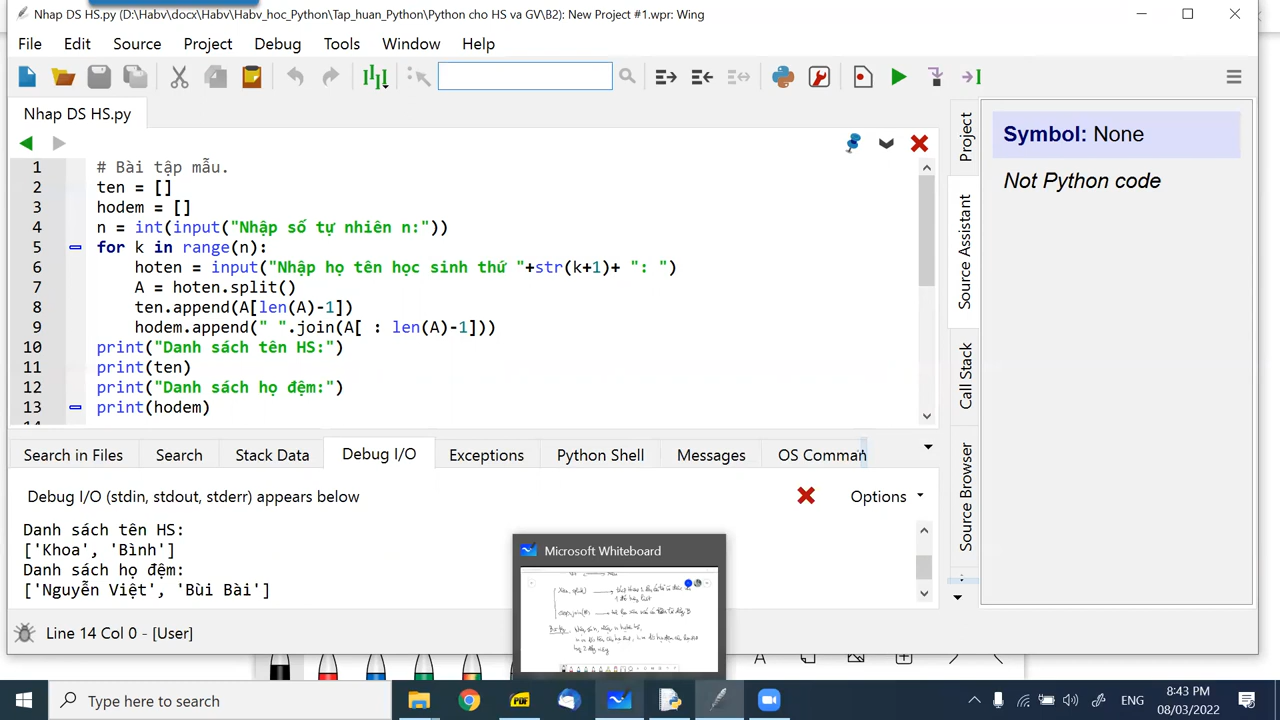 Nhap DS HS.py (D:\Habv\docx\Habv\Habv_hoc_Python\Tap_huan_Python\Python cho HS va GV\B2): New Project #1.wpr: Wing
File Edit Source Project Debug Tools Window Help
Nhap DS HS.py
1 # Bài tập mẫu.
2 ten = []
3 hodem = []
4 n = int(input("Nhập số tự nhiên n:"))
5 for k in range(n):
6 hoten = input("Nhập họ tên học sinh thứ "+str(k+1)+ ": ")
7 A = hoten.split()
8 ten.append(A[len(A)-1])
9 hodem.append(" ".join(A[ : len(A)-1]))
10 print("Danh sách tên HS:")
11 print(ten)
12 print("Danh sách họ đệm:")
13 print(hodem)
Project
Source Assistant
Call Stack
Source Browser
Symbol: None
Not Python code
Search in Files Search Stack Data Debug I/O Exceptions Python Shell Messages OS Comman
Debug I/O (stdin, stdout, stderr) appears below
Options
Danh sách tên HS:
['Khoa', 'Bình']
Danh sách họ đệm:
['Nguyễn Việt', 'Bùi Bài']
Microsoft Whiteboard
Line 14 Col 0 - [User]
Type here to search
PDF
ENG
8:43 PM
08/03/2022